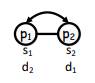 p₁ p₂
s₁ s₂
d₂ d₁